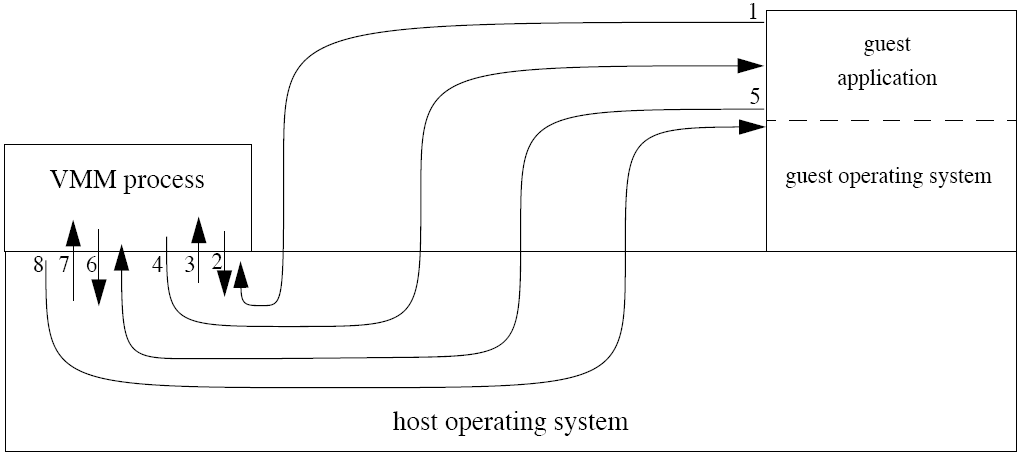 1
guest
application
5
VMM process
guest operating system
8 7 6 4 3 2
host operating system